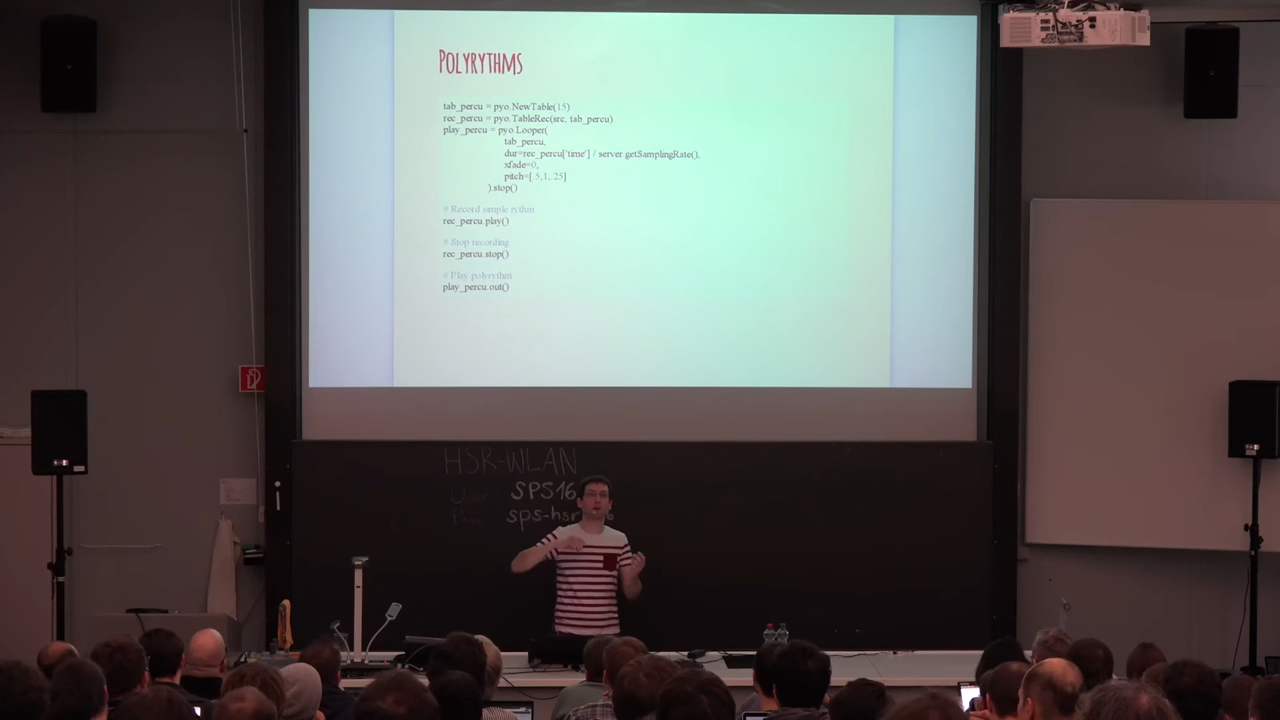 POLYRYTHMS
tab_percu = pyo.NewTable(15)
rec_percu = pyo.TableRec(src, tab_percu)
play_percu = pyo.Looper(
tab_percu,
dur=rec_percu['time'] / server.getSamplingRate(),
xfade=0,
pitch=[.5,1,.25]
).stop()
# Record simple rythm
rec_percu.play()
# Stop recording
rec_percu.stop()
# Play polyrythm
play_percu.out()
HSR-WLAN
SPS16
sps-hsr